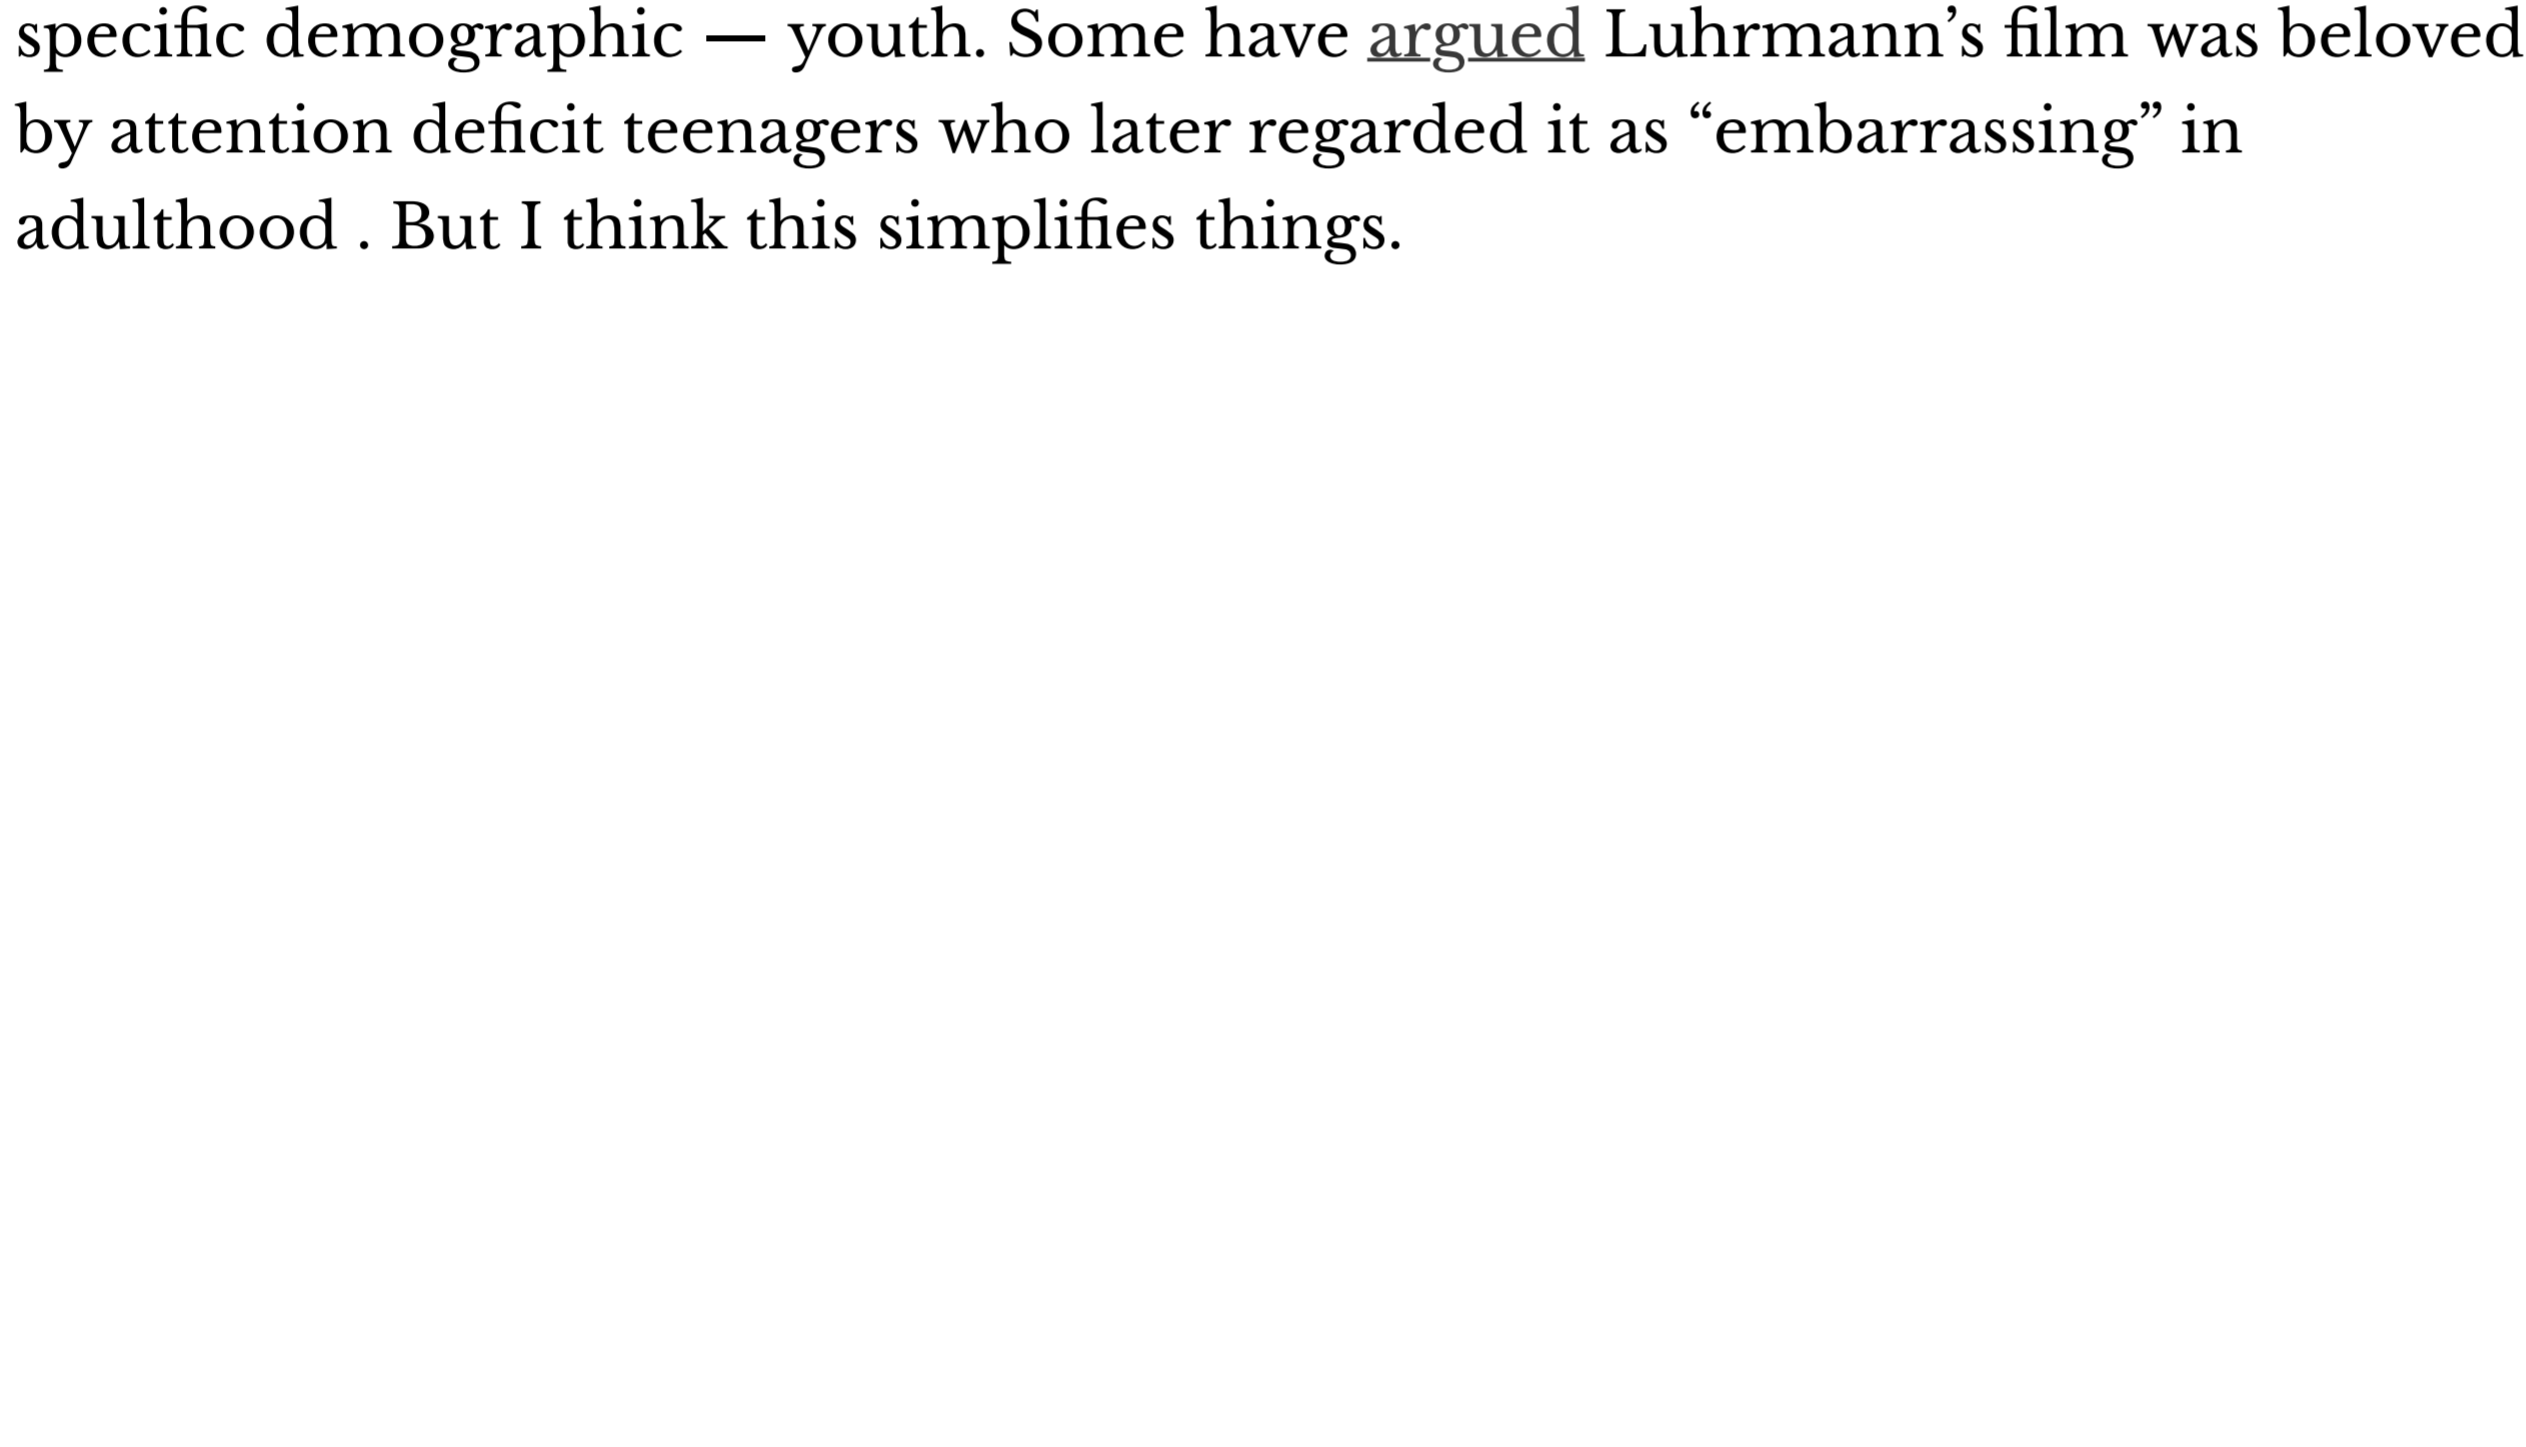 specific demographic — youth. Some have argued Luhrmann’s film was beloved
by attention deficit teenagers who later regarded it as “embarrassing” in
adulthood . But I think this simplifies things.